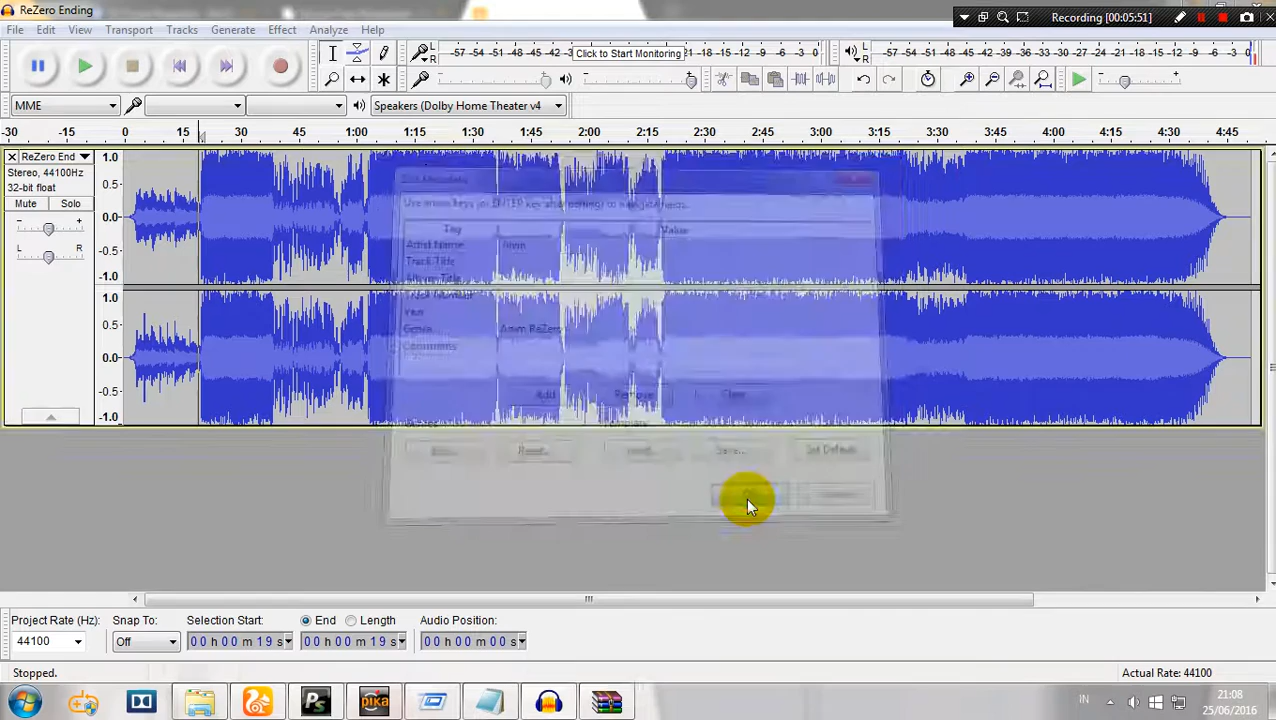 ReZero Ending
Recording [00:05:51]
File Edit View Transport Tracks Generate Effect Analyze Help
L R -57 -54 -51 -48 -45 -42 Click to Start Monitoring 21 -18 -15 -12 -9 -6 -3 0
L R -57 -54 -51 -48 -45 -42 -39 -36 -33 -30 -27 -24 -21 -18 -15 -12 -9 -6 -3 0
MME Speakers (Dolby Home Theater v4
-30 -15 0 15 30 45 1:00 1:15 1:30 1:45 2:00 2:15 2:30 2:45 3:00 3:15 3:30 3:45 4:00 4:15 4:30 4:45
ReZero End 1.0
Stereo, 44100Hz
32-bit float 0.5
Mute Solo
- + 0.0
L R -0.5
-1.0
1.0
0.5
0.0
-0.5
-1.0
Use arrow keys (or ENTER key after editing) to navigate fields.
Tag Value
Artist Name
Track Title
Album Title
Track Number
Year
Genre Anim ReZero
Comments
Add Remove Clear
Set Default
Project Rate (Hz): Snap To: Selection Start: End Length Audio Position:
44100 Off 00 h 00 m 19 s 00 h 00 m 19 s 00 h 00 m 00 s
Stopped. Actual Rate: 44100
Ps pika IN 21:08
25/06/2016